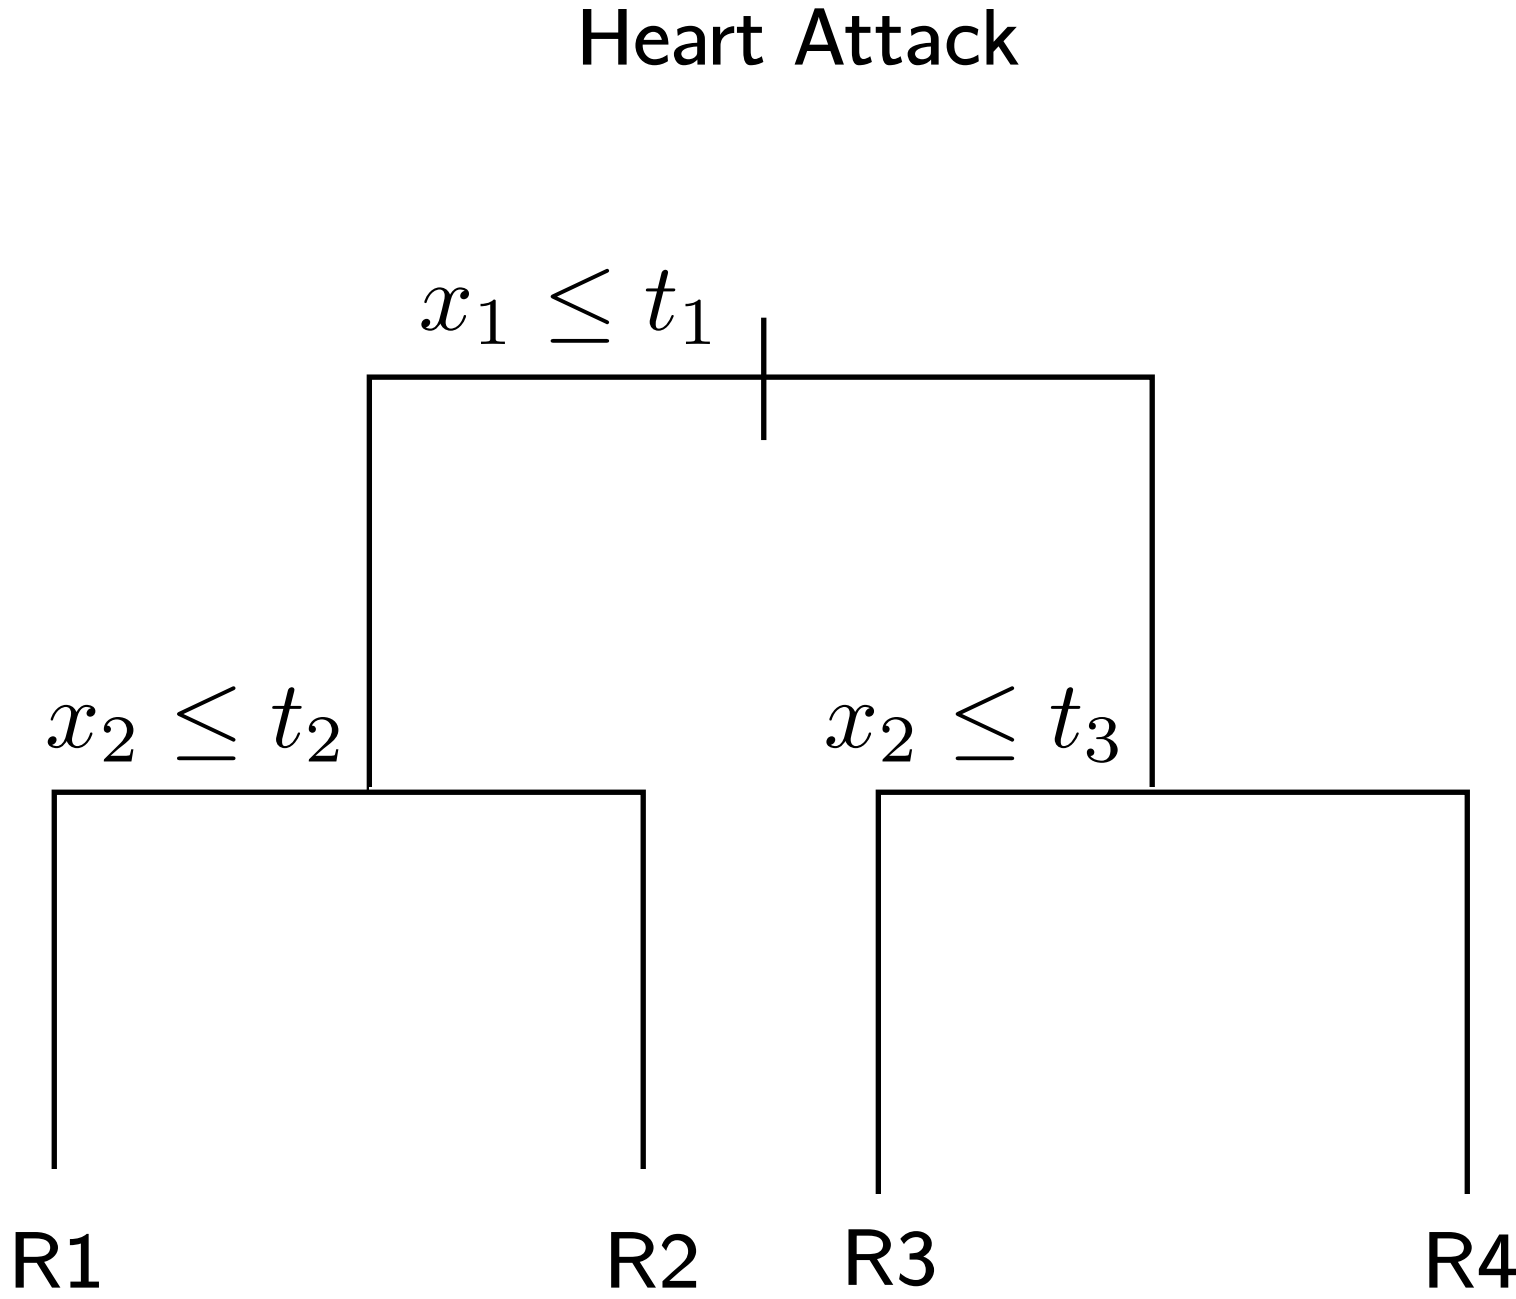 Heart Attack
x₁ ≤ t₁
x₂ ≤ t₂
x₂ ≤ t₃
R1
R2
R3
R4